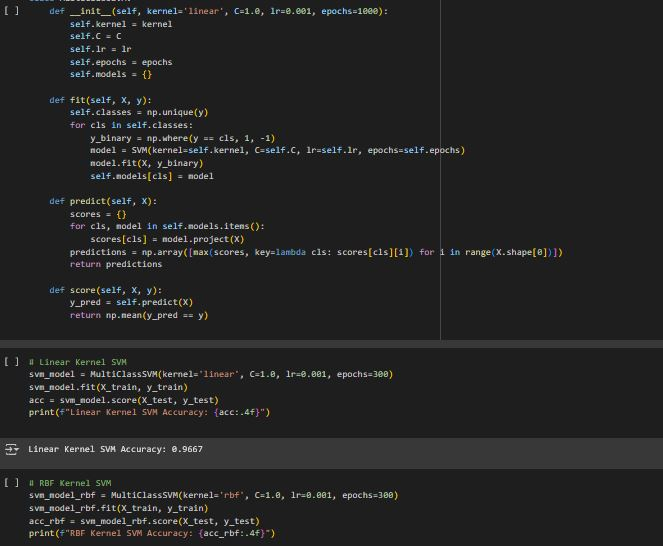 [ ]     def __init__(self, kernel='linear', C=1.0, lr=0.001, epochs=1000):
        self.kernel = kernel
        self.C = C
        self.lr = lr
        self.epochs = epochs
        self.models = {}

    def fit(self, X, y):
        self.classes = np.unique(y)
        for cls in self.classes:
            y_binary = np.where(y == cls, 1, -1)
            model = SVM(kernel=self.kernel, C=self.C, lr=self.lr, epochs=self.epochs)
            model.fit(X, y_binary)
            self.models[cls] = model

    def predict(self, X):
        scores = {}
        for cls, model in self.models.items():
            scores[cls] = model.project(X)
        predictions = np.array([max(scores, key=lambda cls: scores[cls][i]) for i in range(X.shape[0])])
        return predictions

    def score(self, X, y):
        y_pred = self.predict(X)
        return np.mean(y_pred == y)

[ ] # Linear Kernel SVM
svm_model = MultiClassSVM(kernel='linear', C=1.0, lr=0.001, epochs=300)
svm_model.fit(X_train, y_train)
acc = svm_model.score(X_test, y_test)
print(f"Linear Kernel SVM Accuracy: {acc:.4f}")

Linear Kernel SVM Accuracy: 0.9667

[ ] # RBF Kernel SVM
svm_model_rbf = MultiClassSVM(kernel='rbf', C=1.0, lr=0.001, epochs=300)
svm_model_rbf.fit(X_train, y_train)
acc_rbf = svm_model_rbf.score(X_test, y_test)
print(f"RBF Kernel SVM Accuracy: {acc_rbf:.4f}")